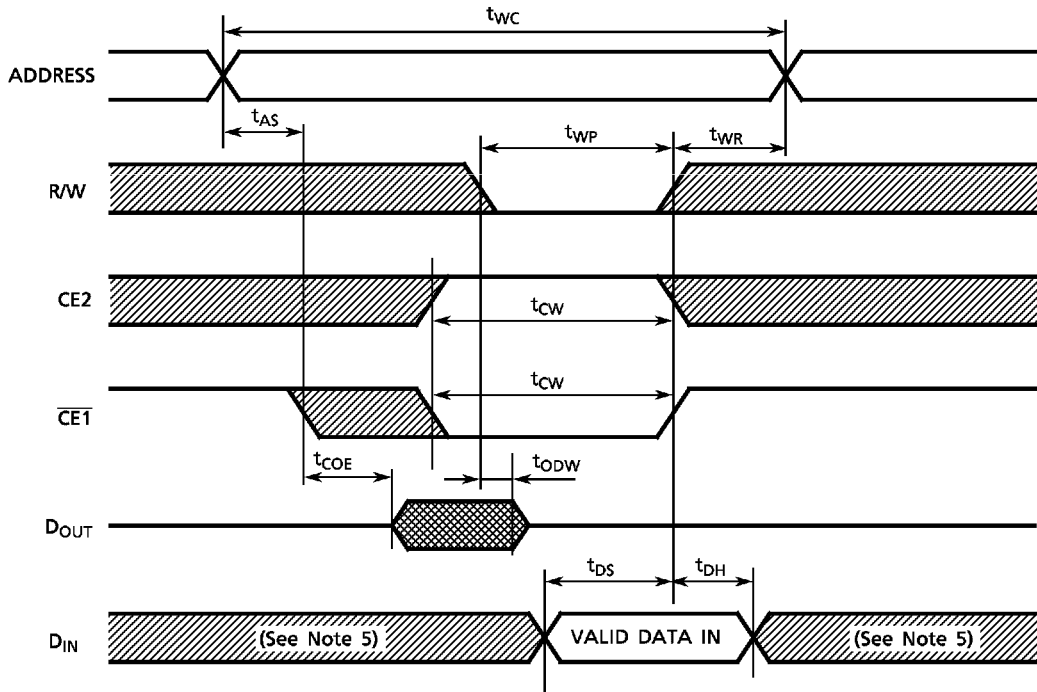 tWC
ADDRESS
tAS
tWP
tWR
R/W
CE2
tCW
tCW
CE1
tCOE
tODW
DOUT
tDS
tDH
DIN
(See Note 5)
VALID DATA IN
(See Note 5)